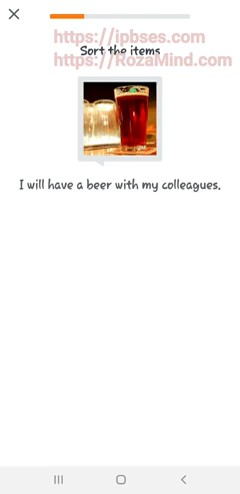 https://ipbses.com
Sort the items
https://RozaMind.com
I will have a beer with my colleagues.